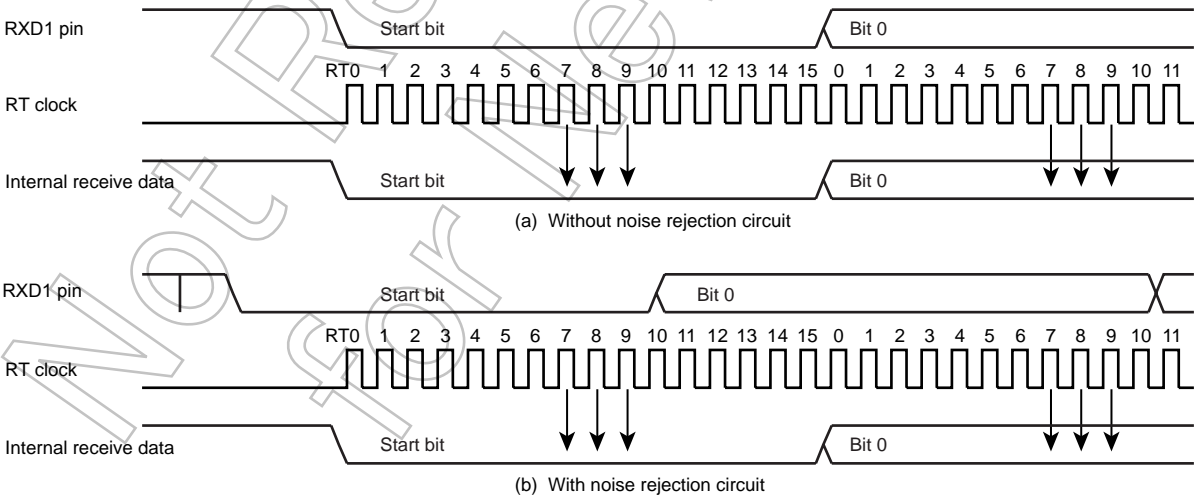 RXD1 pin Start bit Bit 0
RT0 1 2 3 4 5 6 7 8 9 10 11 12 13 14 15 0 1 2 3 4 5 6 7 8 9 10 11
RT clock
Internal receive data Start bit Bit 0
(a) Without noise rejection circuit
RXD1 pin Start bit Bit 0
RT0 1 2 3 4 5 6 7 8 9 10 11 12 13 14 15 0 1 2 3 4 5 6 7 8 9 10 11
RT clock
Internal receive data Start bit Bit 0
(b) With noise rejection circuit
Not R
for Ne